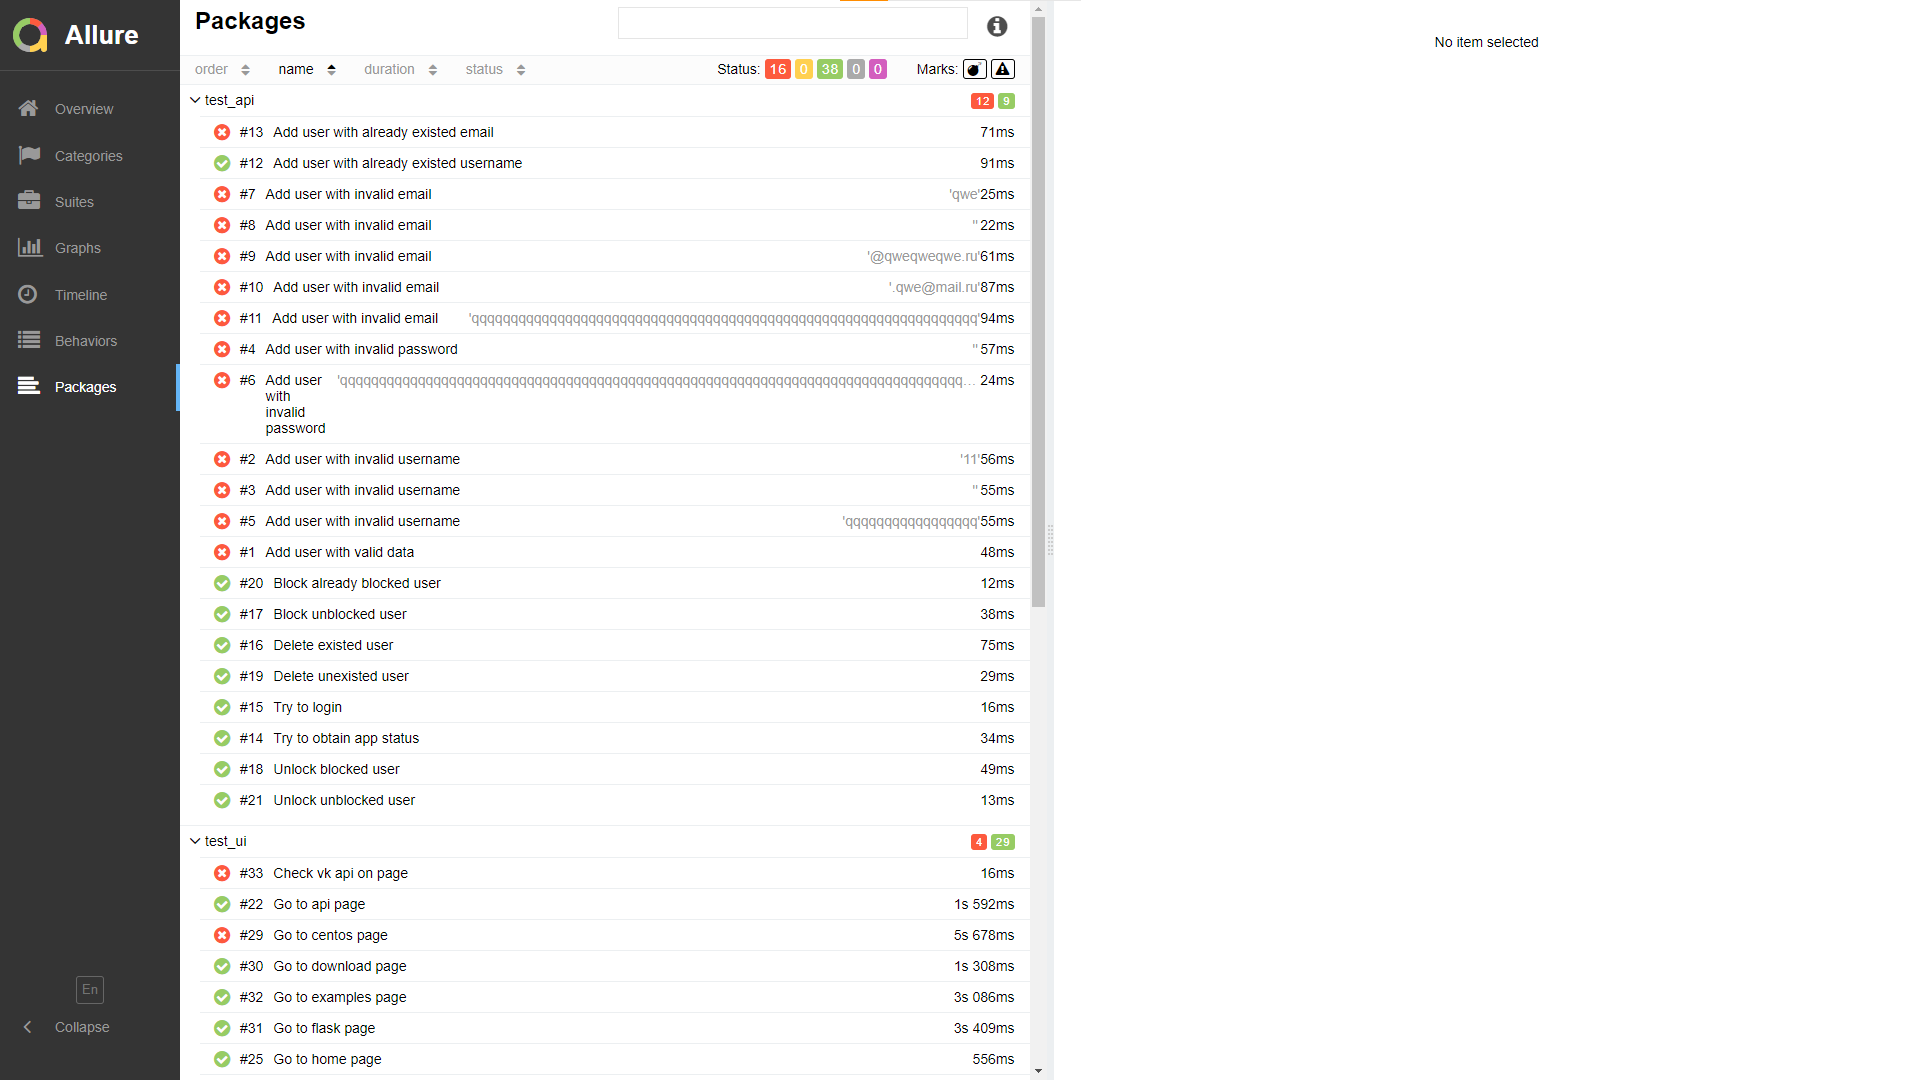 Allure
Overview
Categories
Suites
Graphs
Timeline
Behaviors
Packages
En
Collapse
Packages
order name duration status Status: 16 0 38 0 0 Marks:
test_api 12 9
#13 Add user with already existed email 71ms
#12 Add user with already existed username 91ms
#7 Add user with invalid email 'qwe' 25ms
#8 Add user with invalid email '' 22ms
#9 Add user with invalid email '@qweqweqwe.ru' 61ms
#10 Add user with invalid email '.qwe@mail.ru' 87ms
#11 Add user with invalid email 94ms
#4 Add user with invalid password '' 57ms
#6 Add user 24ms
with
invalid
password
#2 Add user with invalid username '11' 56ms
#3 Add user with invalid username '' 55ms
#5 Add user with invalid username 'qqqqqqqqqqqqqqqqq' 55ms
#1 Add user with valid data 48ms
#20 Block already blocked user 12ms
#17 Block unblocked user 38ms
#16 Delete existed user 75ms
#19 Delete unexisted user 29ms
#15 Try to login 16ms
#14 Try to obtain app status 34ms
#18 Unlock blocked user 49ms
#21 Unlock unblocked user 13ms
test_ui 4 29
#33 Check vk api on page 16ms
#22 Go to api page 1s 592ms
#29 Go to centos page 5s 678ms
#30 Go to download page 1s 308ms
#32 Go to examples page 3s 086ms
#31 Go to flask page 3s 409ms
#25 Go to home page 556ms
No item selected